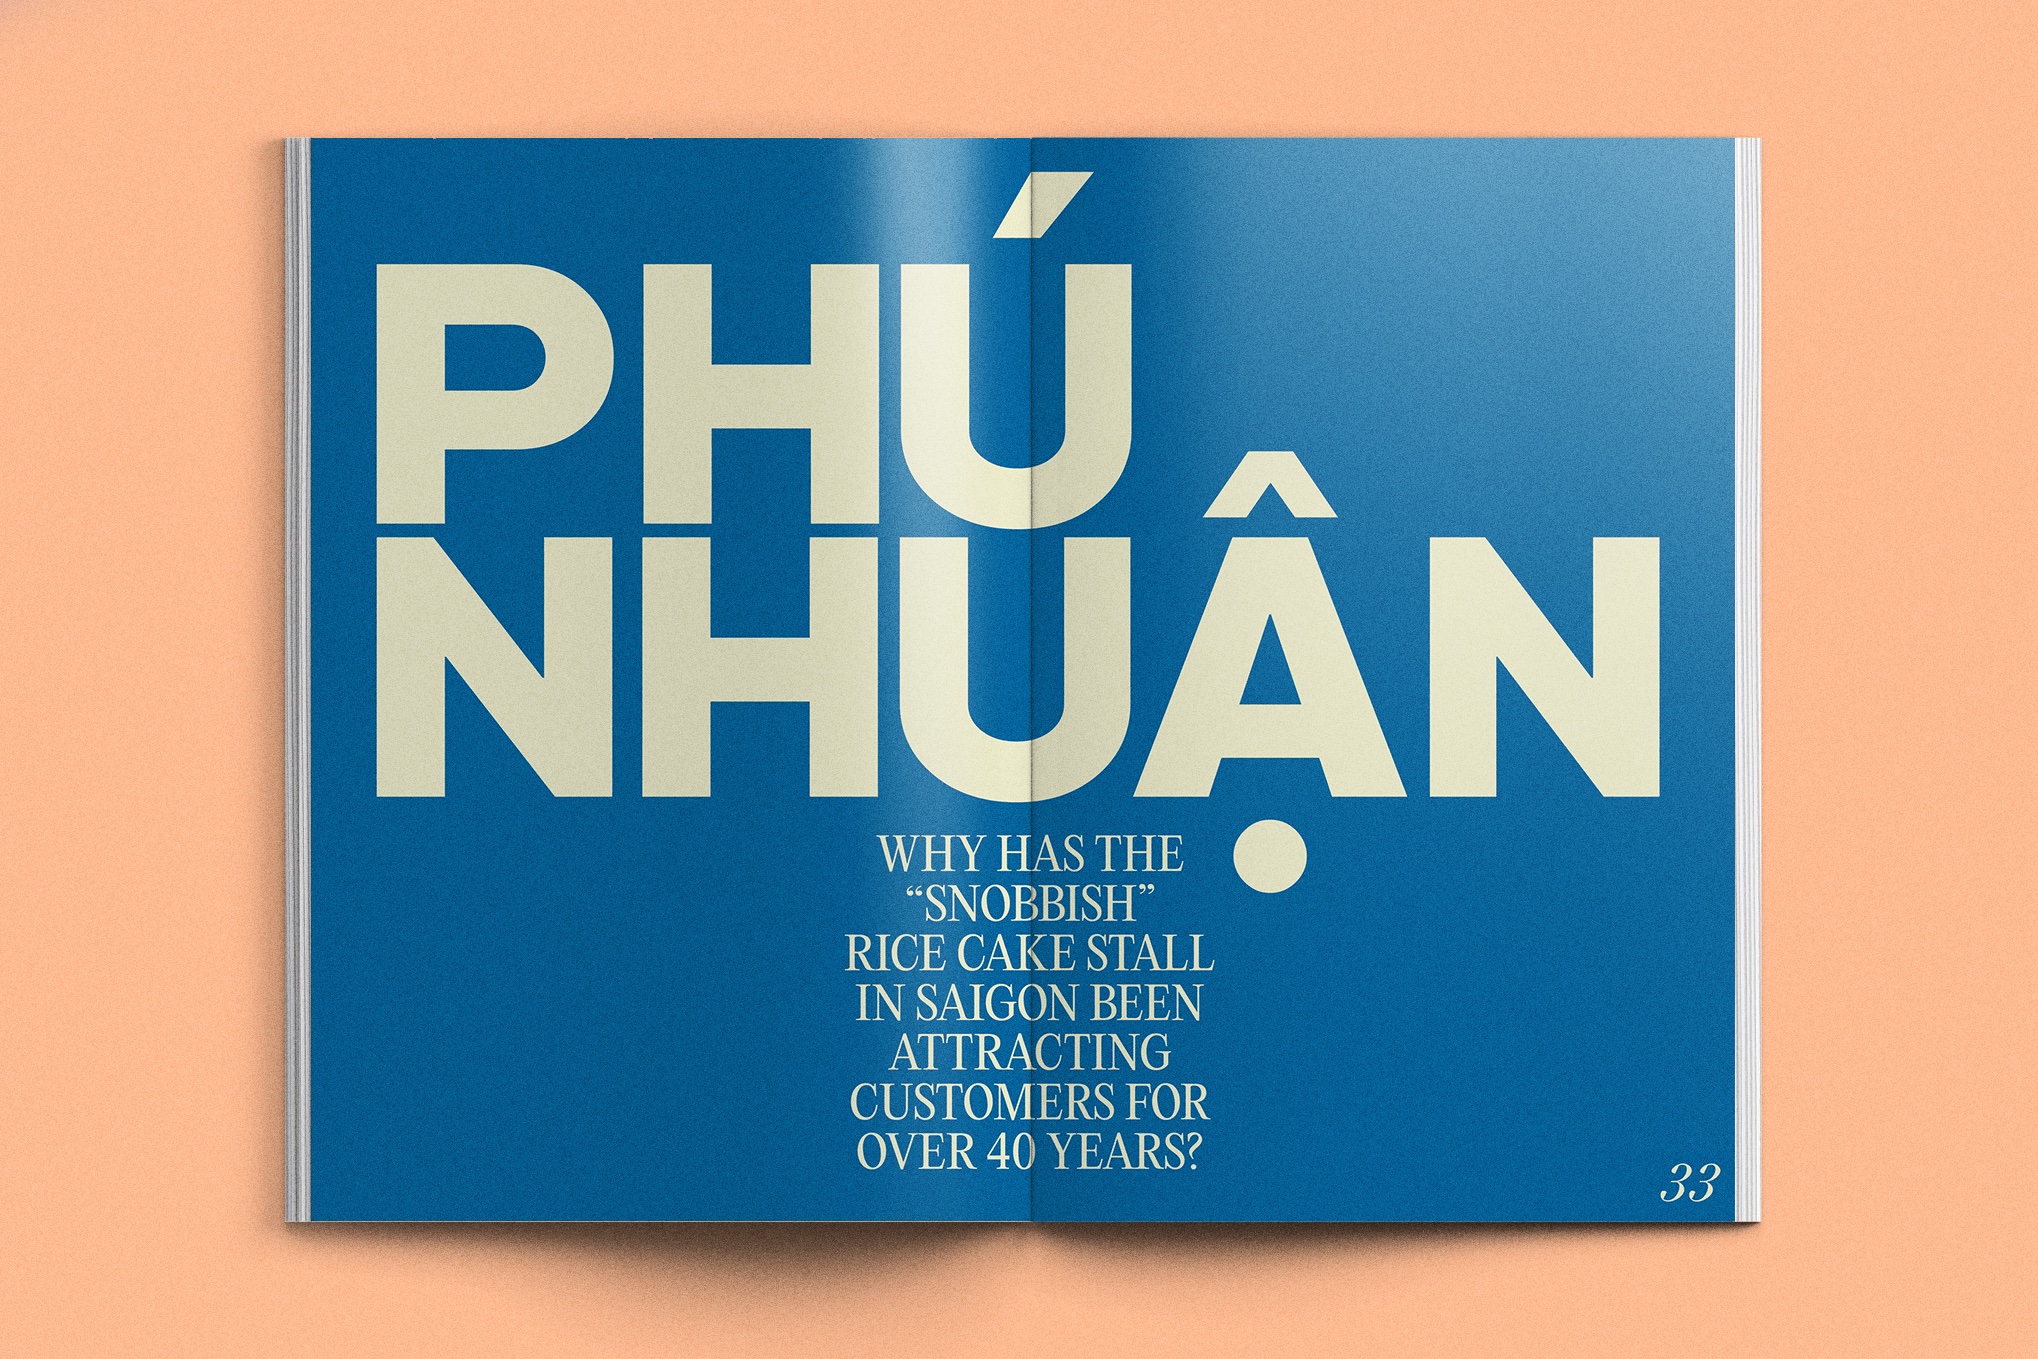 PHÚ
NHUẬN
WHY HAS THE
“SNOBBISH”
RICE CAKE STALL
IN SAIGON BEEN
ATTRACTING
CUSTOMERS FOR
OVER 40 YEARS?
33